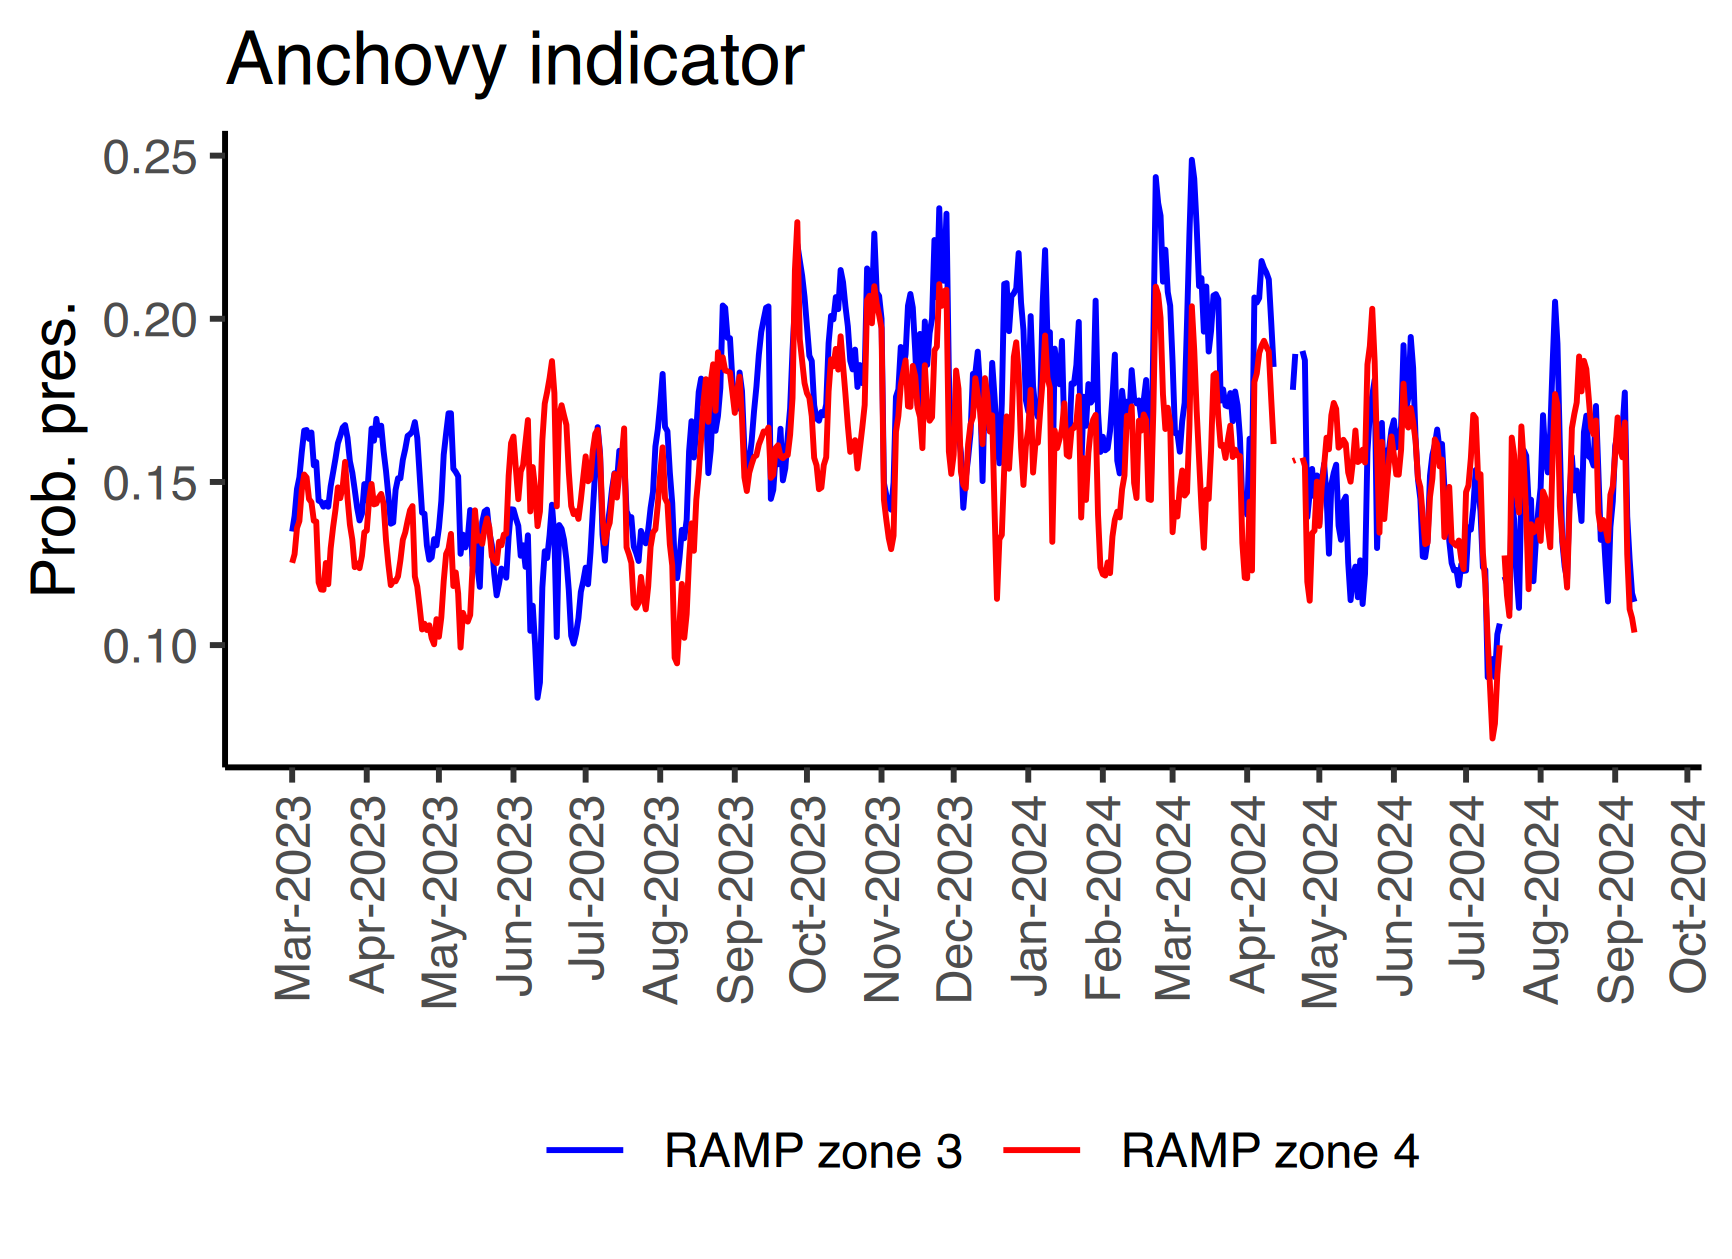 Anchovy indicator
Prob. pres.
0.25
0.20
0.15
0.10
Mar-2023
Apr-2023
May-2023
Jun-2023
Jul-2023
Aug-2023
Sep-2023
Oct-2023
Nov-2023
Dec-2023
Jan-2024
Feb-2024
Mar-2024
Apr-2024
May-2024
Jun-2024
Jul-2024
Aug-2024
Sep-2024
Oct-2024
RAMP zone 3
RAMP zone 4